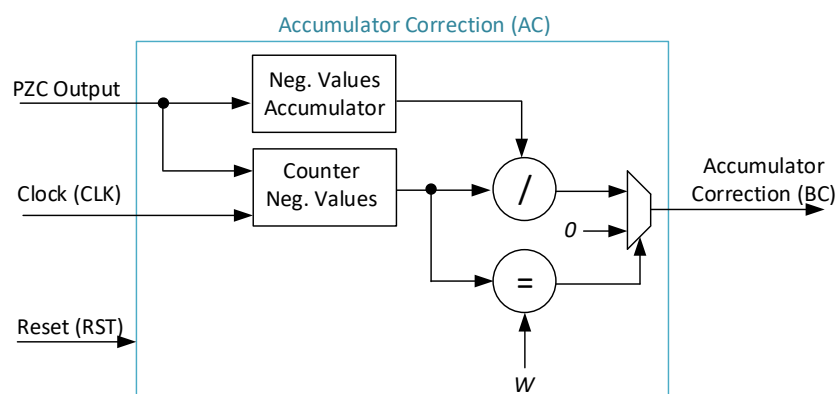 Accumulator Correction (AC)
PZC Output
Neg. Values
Accumulator
Counter
Neg. Values
Clock (CLK)
/
Accumulator
Correction (BC)
0
=
Reset (RST)
W